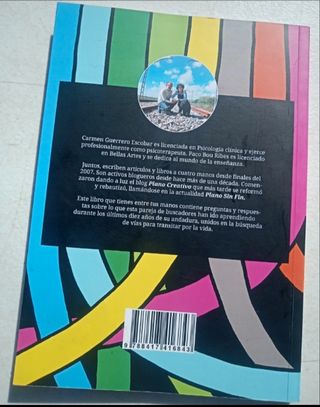 Carmen Guerrero Escobar es licenciada en Psicología clínica y ejerce
profesionalmente como psicoterapeuta. Paco Bou Ribes es licenciado
en Bellas Artes y se dedica al mundo de la enseñanza.
Juntos, escriben artículos y libros a cuatro manos desde finales del
2007. Son activos blogueros desde hace más de una década. Comen-
zaron dando a luz el blog Plano Creativo que más tarde se reformó
y rebautizó, llamándose en la actualidad Plano Sin Fin.
Este libro que tienes entre tus manos contiene preguntas y respues-
tas sobre lo que esta pareja de buscadores han ido aprendiendo
durante los últimos diez años de su andadura, unidos en la búsqueda
de vías para transitar por la vida.
9788417416843